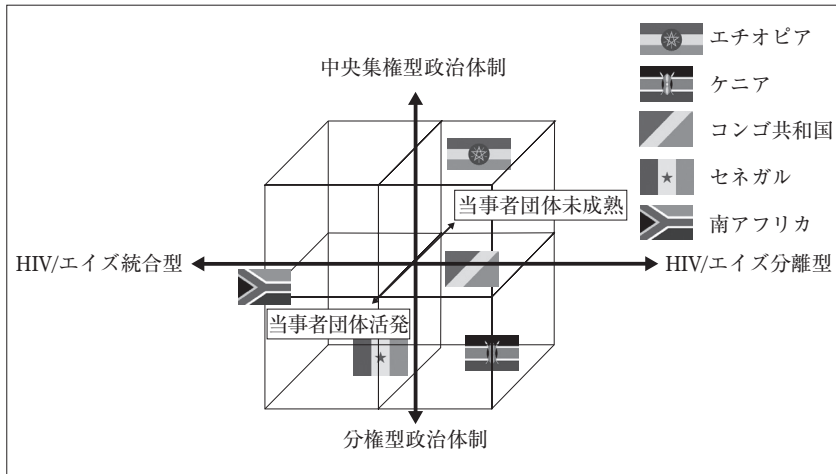 中央集権型政治体制
エチオピア
ケニア
コンゴ共和国
セネガル
南アフリカ
当事者団体未成熟
HIV/エイズ統合型
HIV/エイズ分離型
当事者団体活発
分権型政治体制